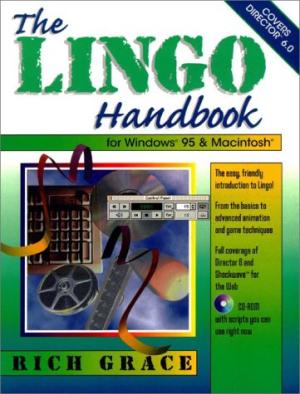 The
LINGO
Handbook
COVERS
DIRECTOR® 6.0
for Windows® 95 & Macintosh®
The easy, friendly
introduction to Lingo!
From the basics to
advanced animation
and game techniques
Full coverage of
Director 6 and
Shockwave™ for
the Web
CD-ROM
with scripts you can
use right now
Control Panel
RICH GRACE